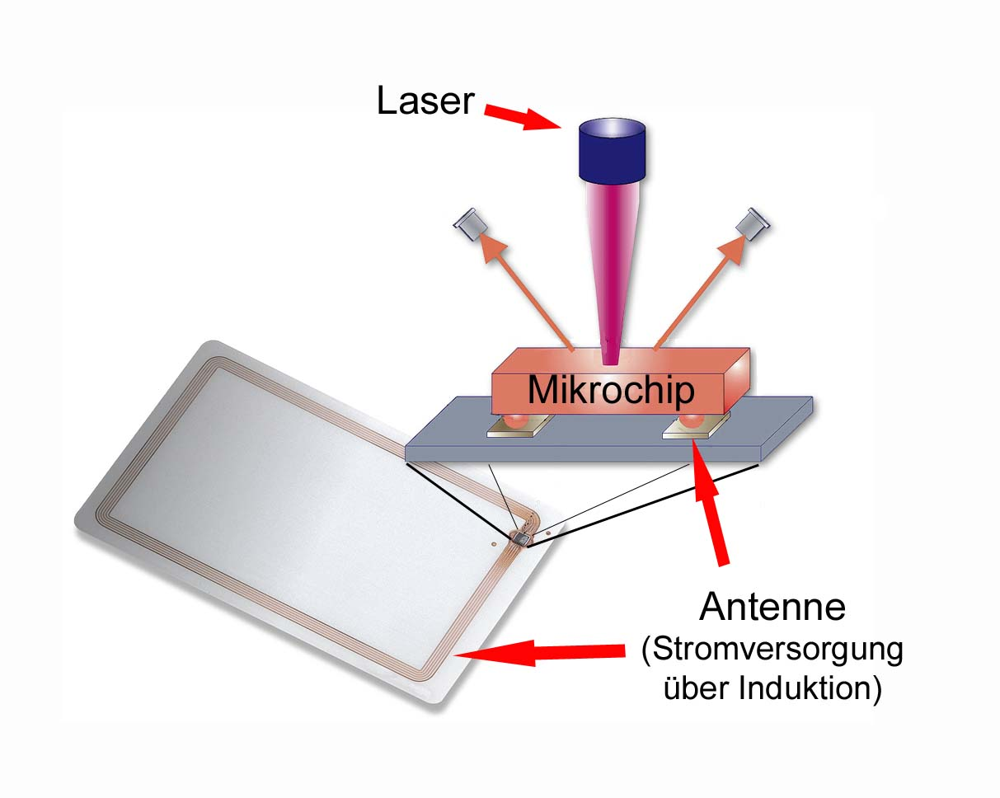 Laser
Mikrochip
Antenne
(Stromversorgung
über Induktion)